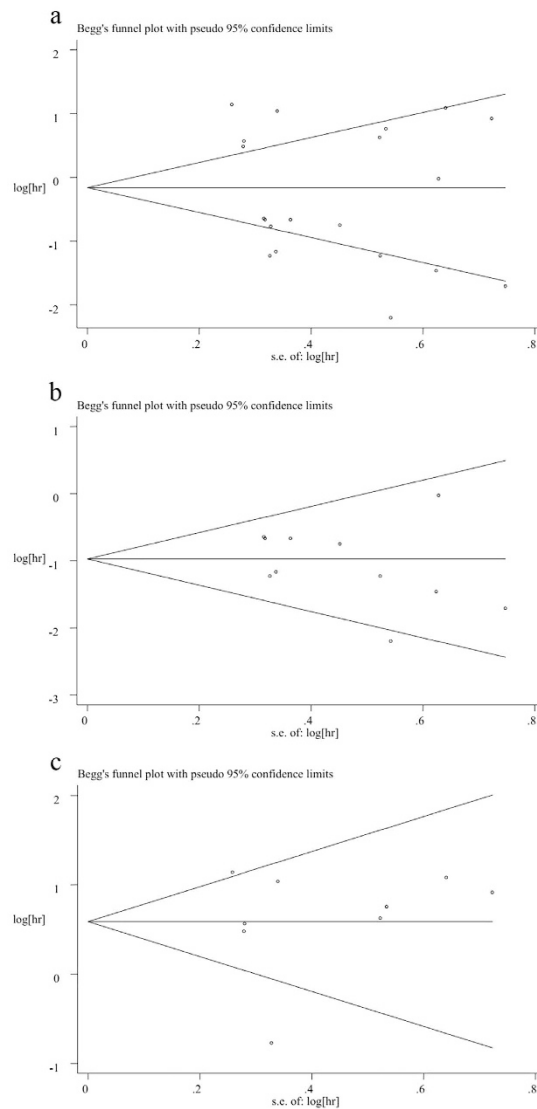 a
Begg's funnel plot with pseudo 95% confidence limits
2
1
0
log[hr]
-1
-2
0 .2 .4 .6 .8
s.e. of: log[hr]
b
Begg's funnel plot with pseudo 95% confidence limits
1
0
log[hr]
-1
-2
-3
0 .2 .4 .6 .8
s.e. of: log[hr]
c
Begg's funnel plot with pseudo 95% confidence limits
2
1
log[hr]
0
-1
0 .2 .4 .6 .8
s.e. of: log[hr]